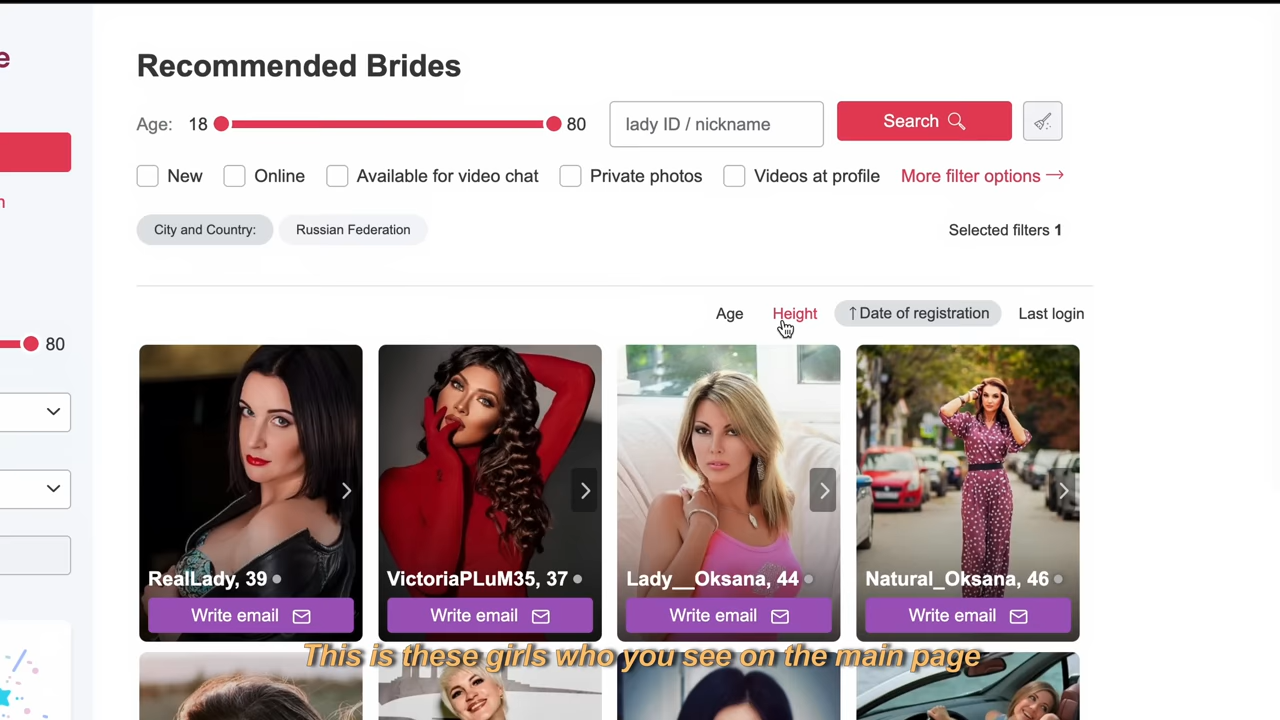 e
Recommended Brides
Age: 18 80
lady ID / nickname
Search
New
Online
Available for video chat
Private photos
Videos at profile
More filter options →
n
City and Country:
Russian Federation
Selected filters 1
Age
Height
↑ Date of registration
Last login
80
RealLady, 39
VictoriaPLuM35, 37
Lady__Oksana, 44
Natural_Oksana, 46
Write email
Write email
Write email
Write email
This is these girls who you see on the main page